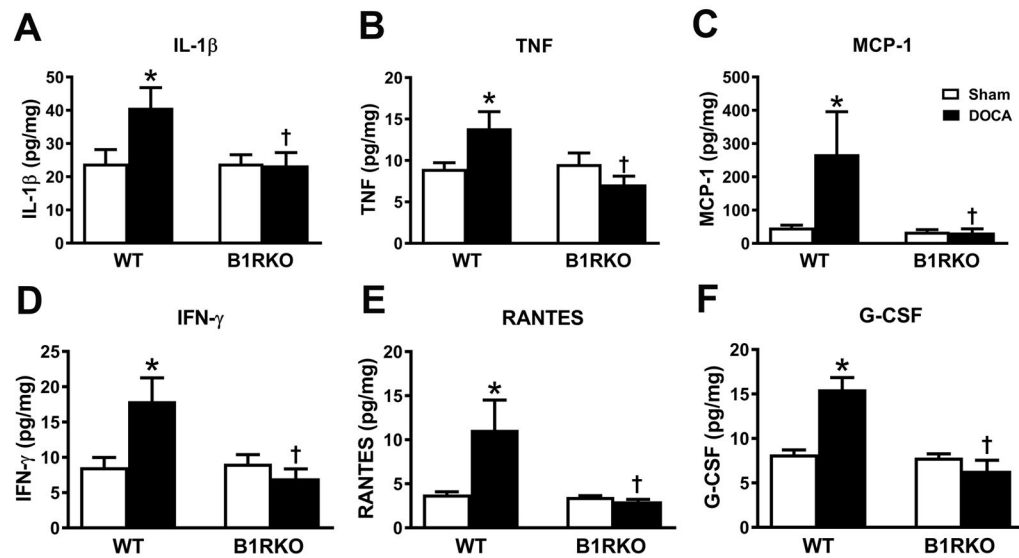 A
IL-1β
IL-1β (pg/mg)
50
40
30
20
10
0
*
†
WT
B1RKO
B
TNF
TNF (pg/mg)
20
15
10
5
0
*
†
WT
B1RKO
C
MCP-1
MCP-1 (pg/mg)
500
400
300
200
100
0
*
†
Sham
DOCA
WT
B1RKO
D
IFN-γ
IFN-γ (pg/mg)
25
20
15
10
5
0
*
†
WT
B1RKO
E
RANTES
RANTES (pg/mg)
20
15
10
5
0
*
†
WT
B1RKO
F
G-CSF
G-CSF (pg/mg)
20
15
10
5
0
*
†
WT
B1RKO